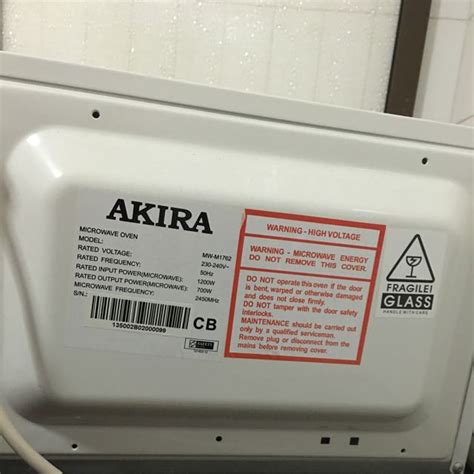 AKIRA
MICROWAVE OVEN
MODEL: MW-M1762
RATED VOLTAGE: 230-240V~
RATED FREQUENCY: 50Hz
RATED INPUT POWER(MICROWAVE): 1200W
RATED OUTPUT POWER(MICROWAVE): 700W
MICROWAVE FREQUENCY: 2450MHz
S/N.:
135002B02000099
CB
WARNING - HIGH VOLTAGE
WARNING - MICROWAVE ENERGY
DO NOT REMOVE THIS COVER.
DO NOT operate this oven if the door
is bent, warped or otherwise damaged
and does not close firmly.
DO NOT tamper with the door safety
Interlocks.
MAINTENANCE should be carried out
only by a qualified serviceman.
Remove plug or disconnect from the
mains before removing cover.
FRAGILE!
GLASS
HANDLE WITH CARE